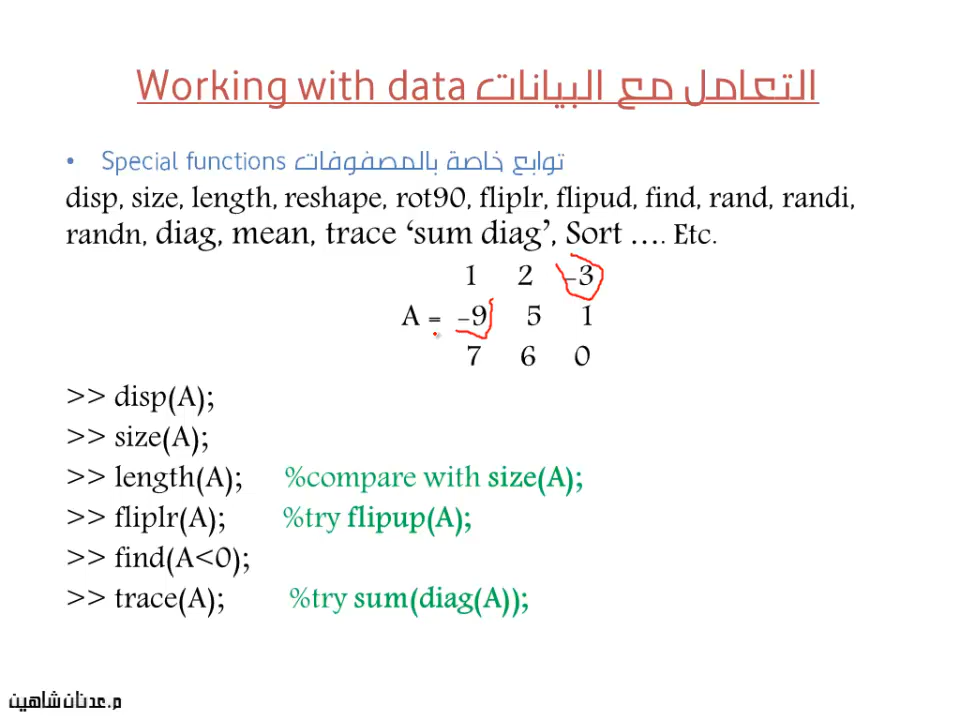 Working with data التعامل مع البيانات
• Special functions توابع خاصة بالمصفوفات
disp, size, length, reshape, rot90, fliplr, flipud, find, rand, randi,
randn, diag, mean, trace ‘sum diag’, Sort …. Etc.
1 2 -3
A = -9 5 1
7 6 0
>> disp(A);
>> size(A);
>> length(A); %compare with size(A);
>> fliplr(A); %try flipup(A);
>> find(A<0);
>> trace(A); %try sum(diag(A));
م.عدنان شاهين